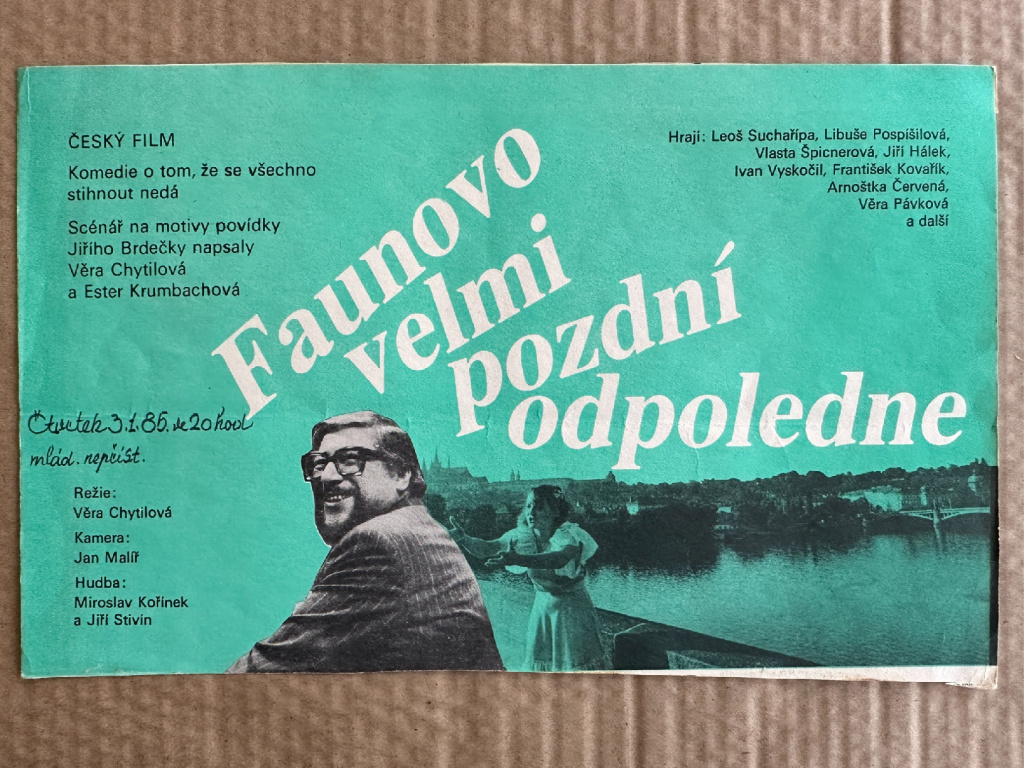 ČESKÝ FILM
Komedie o tom, že se všechno
stihnout nedá
Scénář na motivy povídky
Jiřího Brdečky napsaly
Věra Chytilová
a Ester Krumbachová
Hrají: Leoš Suchařípa, Libuše Pospíšilová,
Vlasta Špicnerová, Jiří Hálek,
Ivan Vyskočil, František Kovařík,
Arnoštka Červená,
Věra Pávková
a další
Faunovo
velmi
pozdní
odpoledne
Čtvrtek 3.1.85. ve 20 hod
mlád. nepříst.
Režie:
Věra Chytilová
Kamera:
Jan Malíř
Hudba:
Miroslav Kořínek
a Jiří Stivín